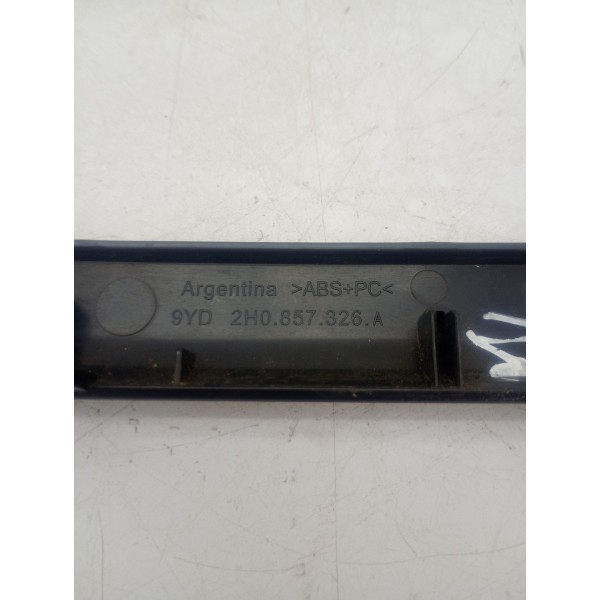 Argentina >ABS+PC<
9YD 2H0.857.326.A